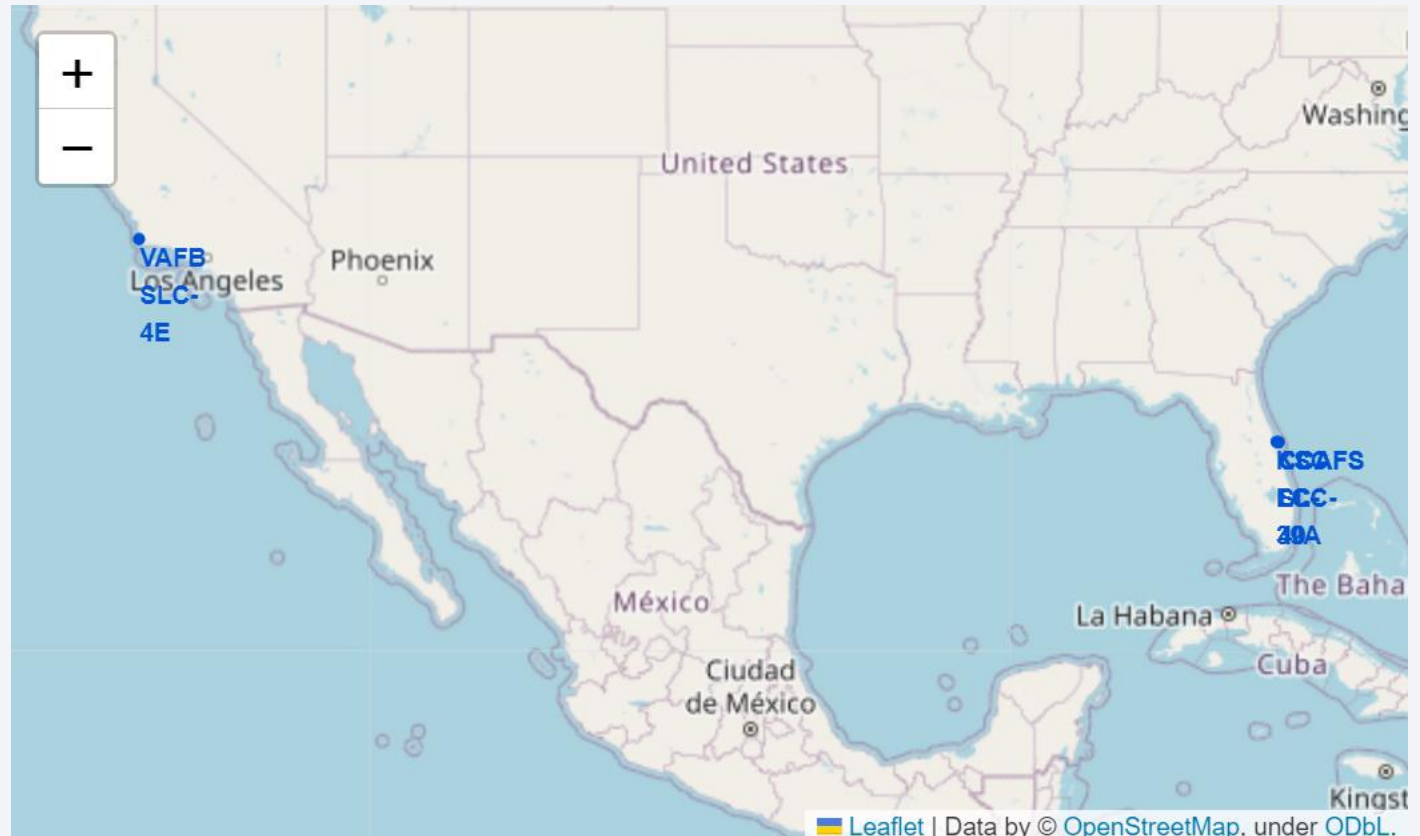 +
−
Washing
United States
Phoenix
VAFB
Los Angeles
SLC-
4E
The Baha
México
La Habana
Cuba
Ciudad
de México
Kingst
Leaflet | Data by © OpenStreetMap, under ODbL.